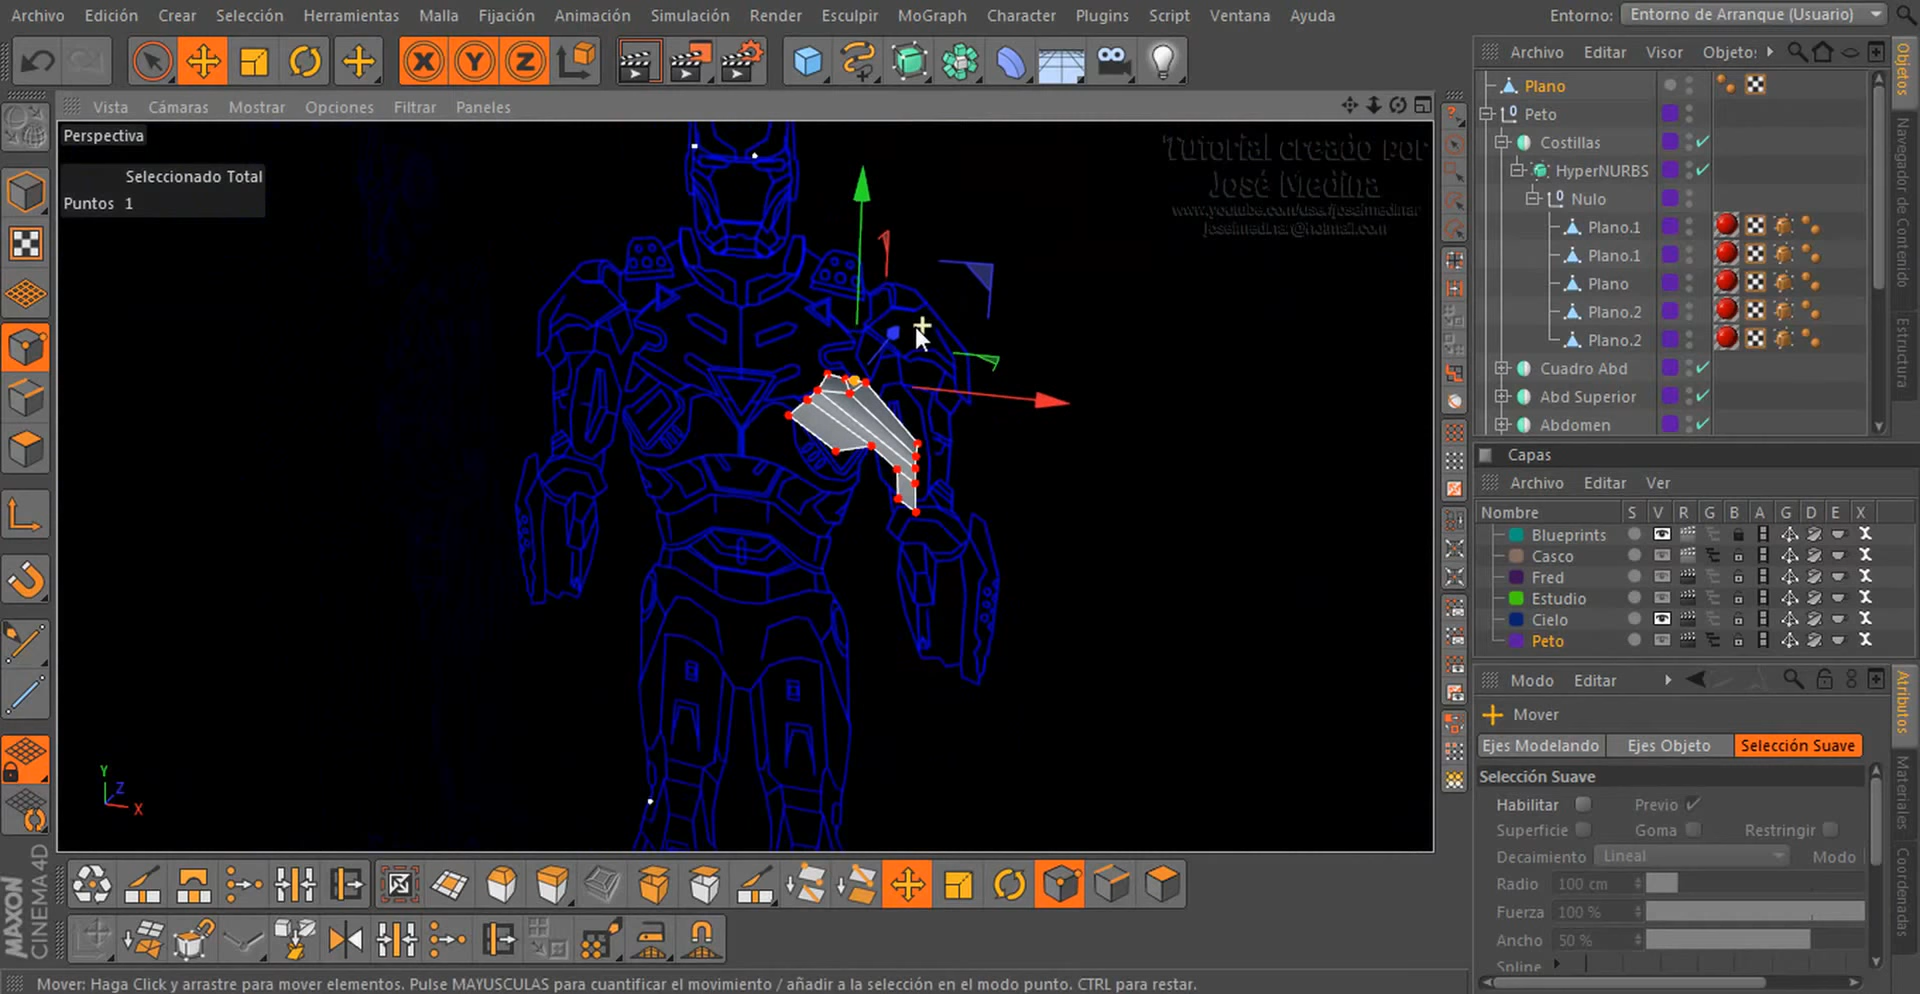 Archivo Edición Crear Selección Herramientas Malla Fijación Animación Simulación Render Esculpir MoGraph Character Plugins Script Ventana Ayuda Entorno: Entorno de Arranque (Usuario)
X Y Z
Archivo Editar Visor Objeto:
Vista Cámaras Mostrar Opciones Filtrar Paneles
Perspectiva
Seleccionado Total
Puntos 1
Tutorial creado por
José Medina
Plano
Peto
Costillas
HyperNURBS
Nulo
Plano.1
Plano.1
Plano
Plano.2
Plano.2
Cuadro Abd
Abd Superior
Abdomen
Objetos
Navegador de Contenido
Estructura
Capas
Archivo Editar Ver
Nombre S V R G B A G D E X
Blueprints
Casco
Fred
Estudio
Cielo
Peto
Modo Editar
Mover
Ejes Modelando Ejes Objeto Selección Suave
Selección Suave
Habilitar Previo
Superficie Goma Restringir
Decaimiento Lineal Modo
Radio 100 cm
Fuerza 100 %
Ancho 50 %
Spline
Atributos
Materiales
Coordenadas
Y
Z
X
MAXON
CINEMA 4D
Mover: Haga Click y arrastre para mover elementos. Pulse MAYUSCULAS para cuantificar el movimiento / añadir a la selección en el modo punto. CTRL para restar.